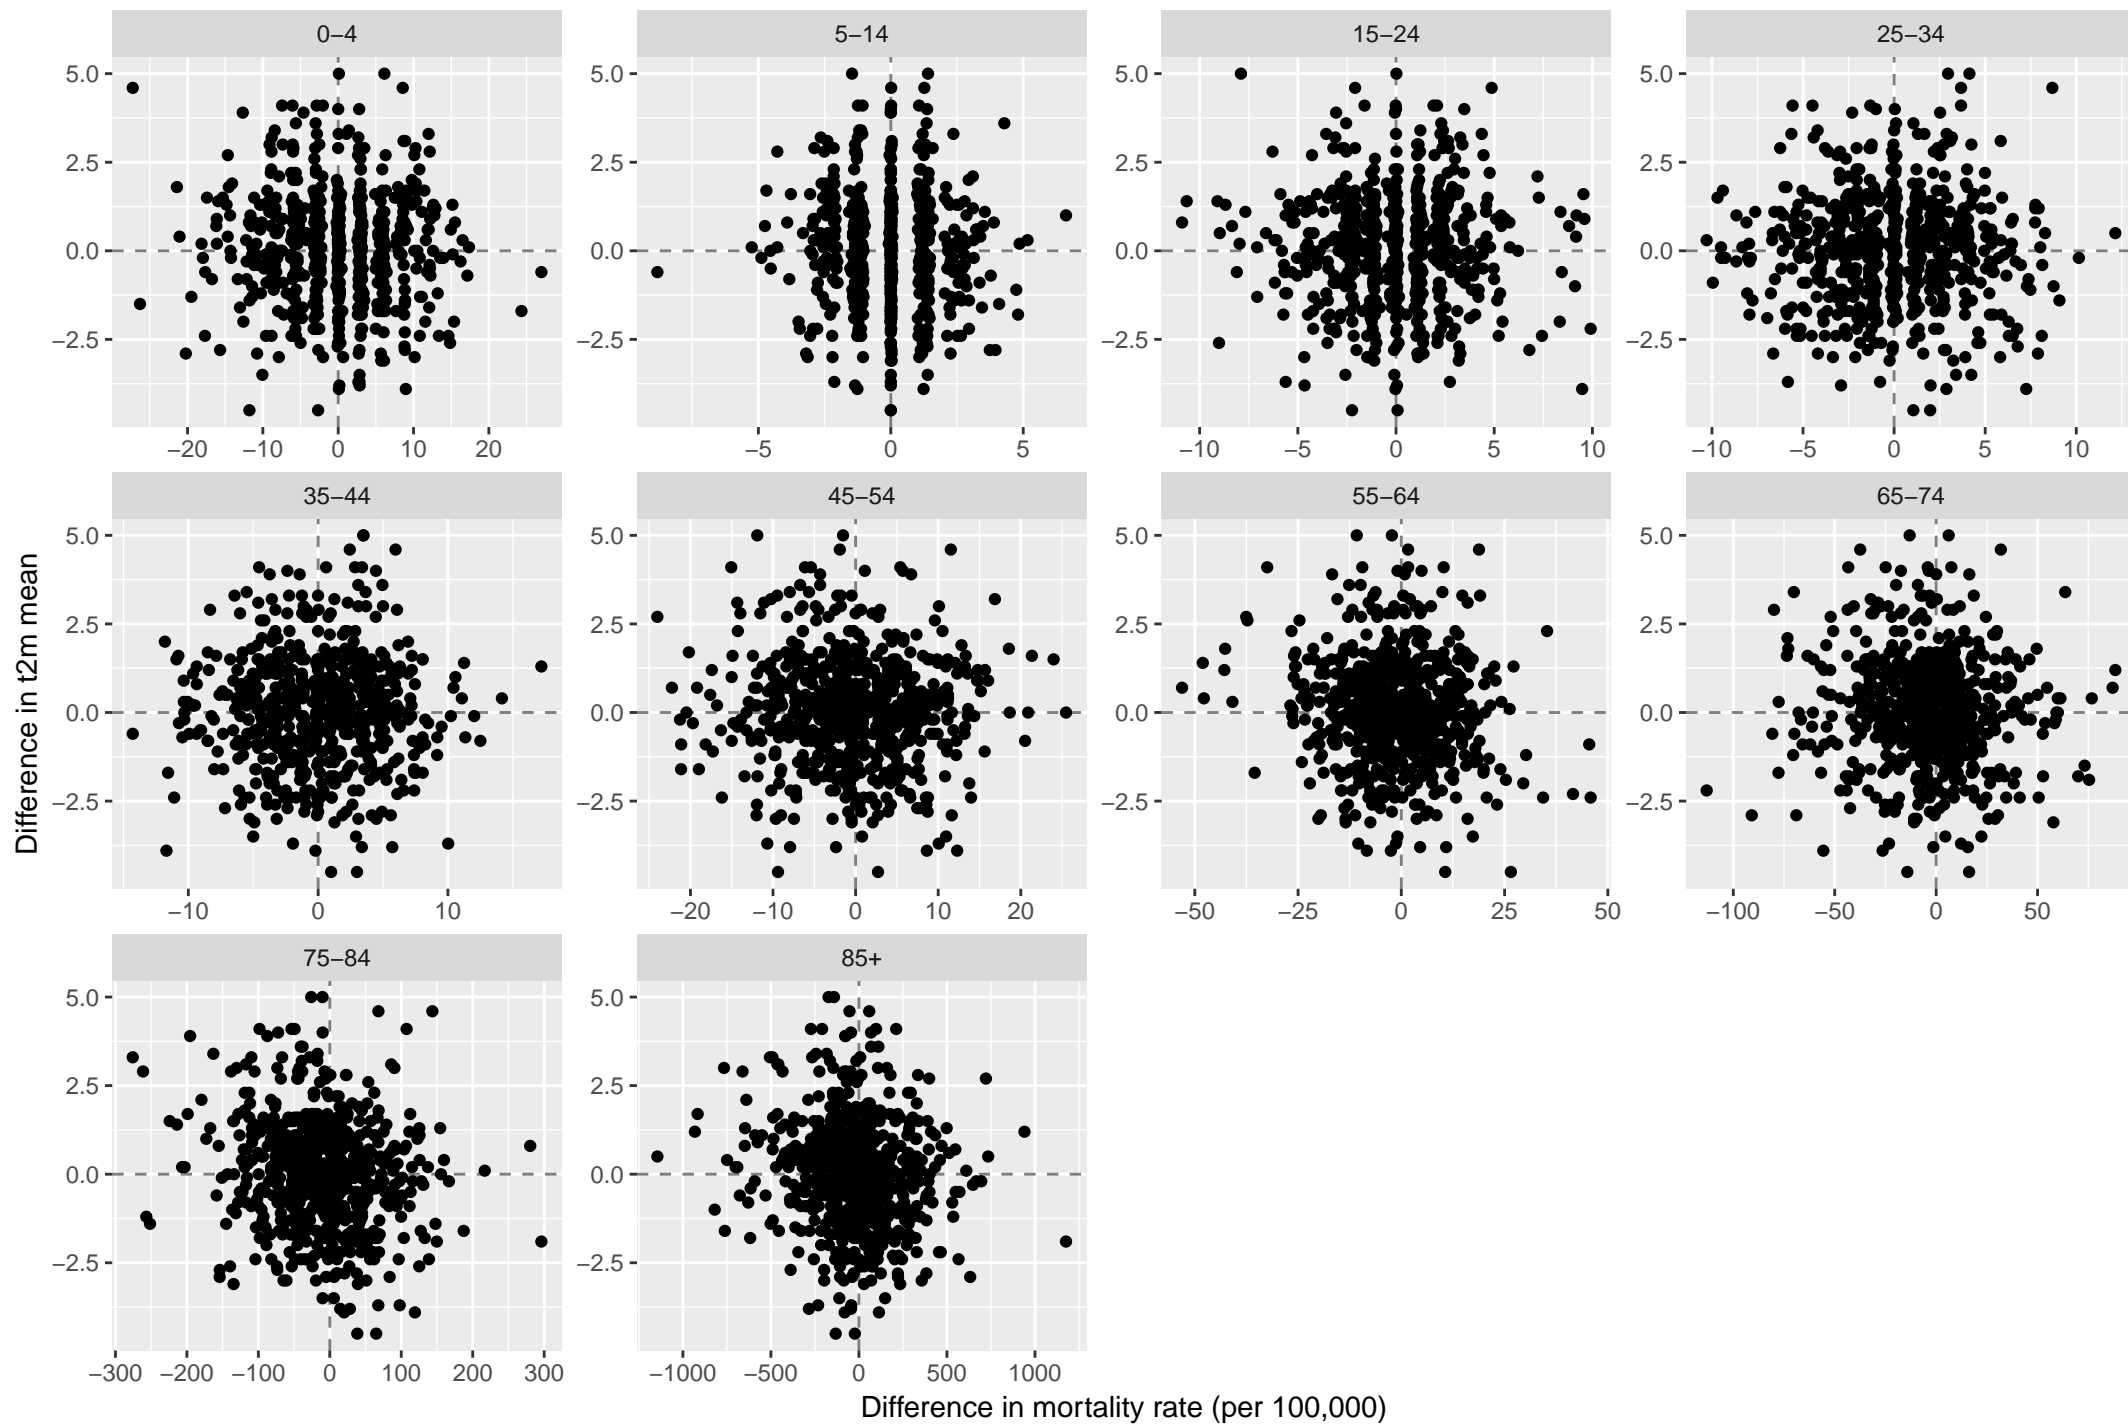 0–4 5–14 15–24 25–34
5.0 5.0 5.0 5.0
2.5 2.5 2.5 2.5
0.0 0.0 0.0 0.0
−2.5 −2.5 −2.5 −2.5
−20 −10 0 10 20 −5 0 5 −10 −5 0 5 10 −10 −5 0 5 10
35–44 45–54 55–64 65–74
5.0 5.0 5.0 5.0
2.5 2.5 2.5 2.5
Difference in t2m mean
0.0 0.0 0.0 0.0
−2.5 −2.5 −2.5 −2.5
−10 0 10 −20 −10 0 10 20 −50 −25 0 25 50 −100 −50 0 50
75–84 85+
5.0 5.0
2.5 2.5
0.0 0.0
−2.5 −2.5
−300 −200 −100 0 100 200 300 −1000 −500 0 500 1000
Difference in mortality rate (per 100,000)